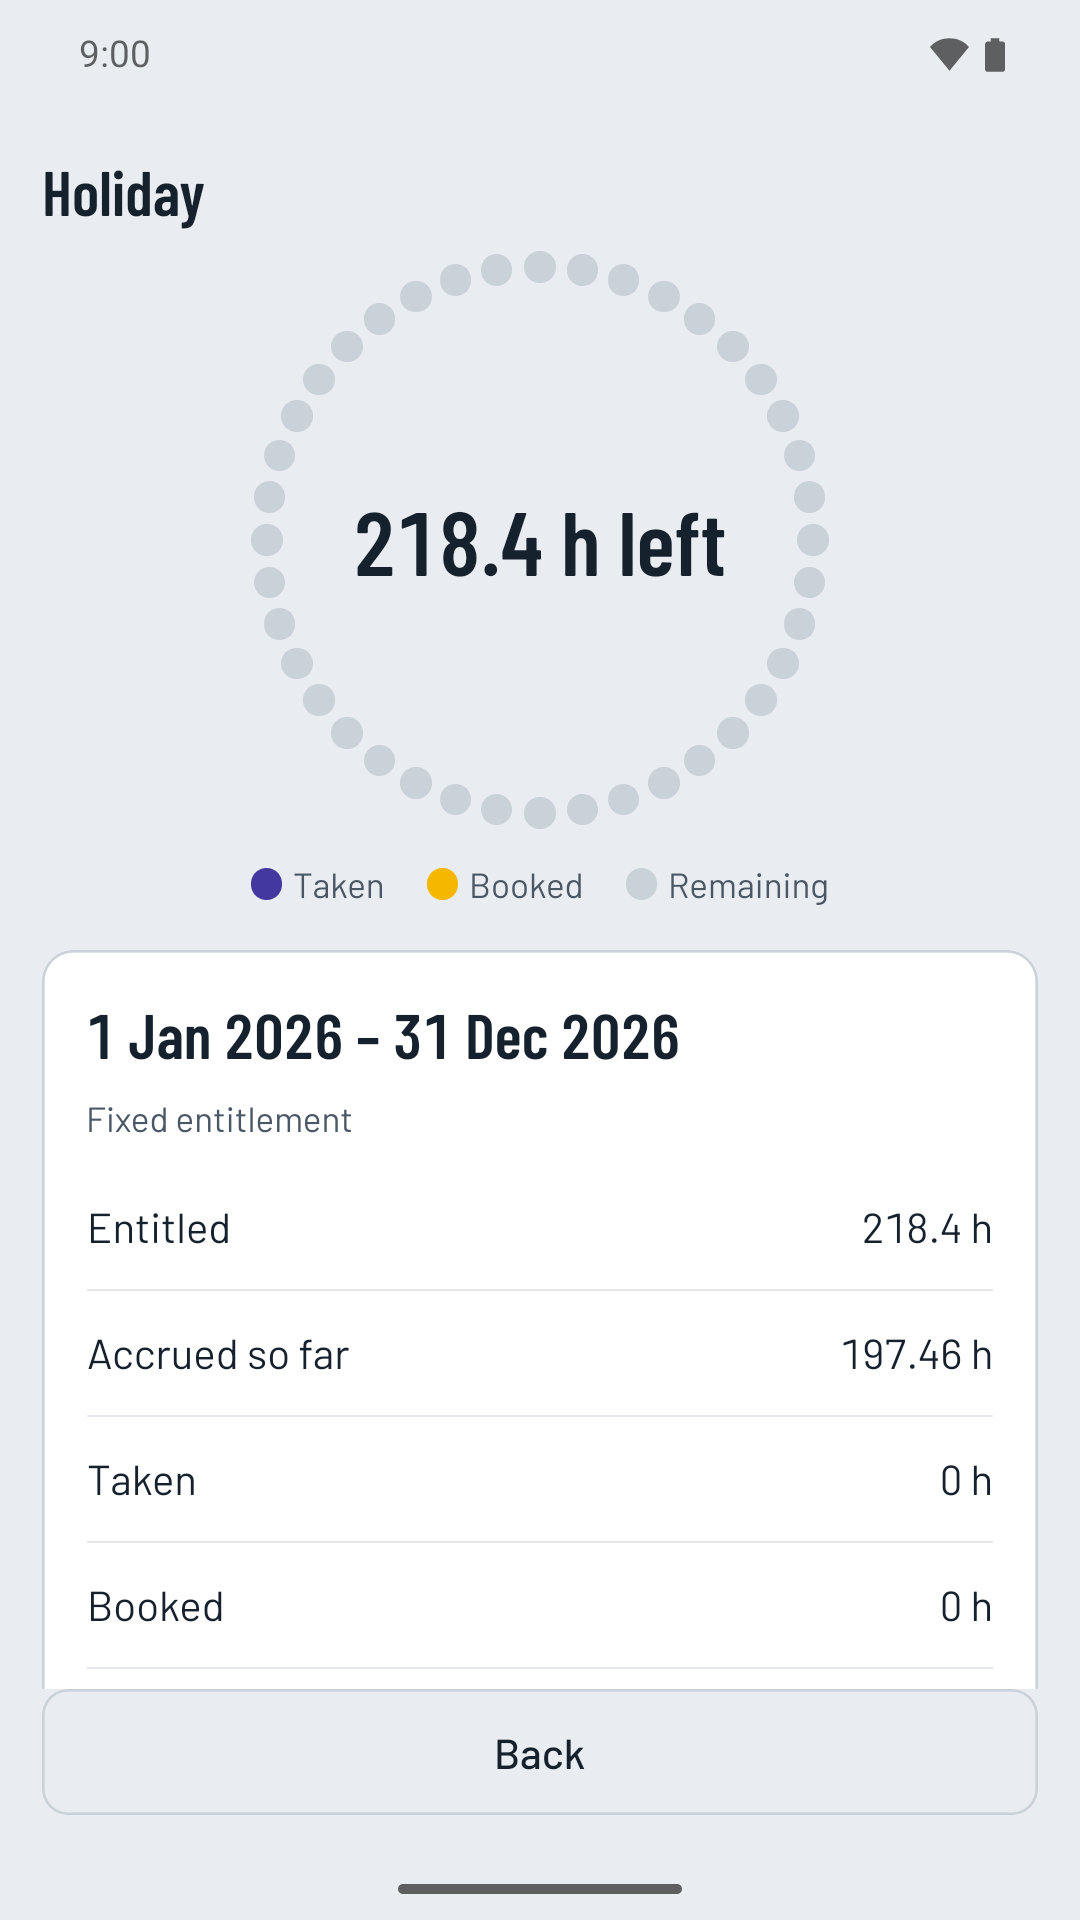 9:00
Holiday
218.4 h left
Taken Booked Remaining
1 Jan 2026 – 31 Dec 2026
Fixed entitlement
Entitled 218.4 h
Accrued so far 197.46 h
Taken 0 h
Booked 0 h
Back